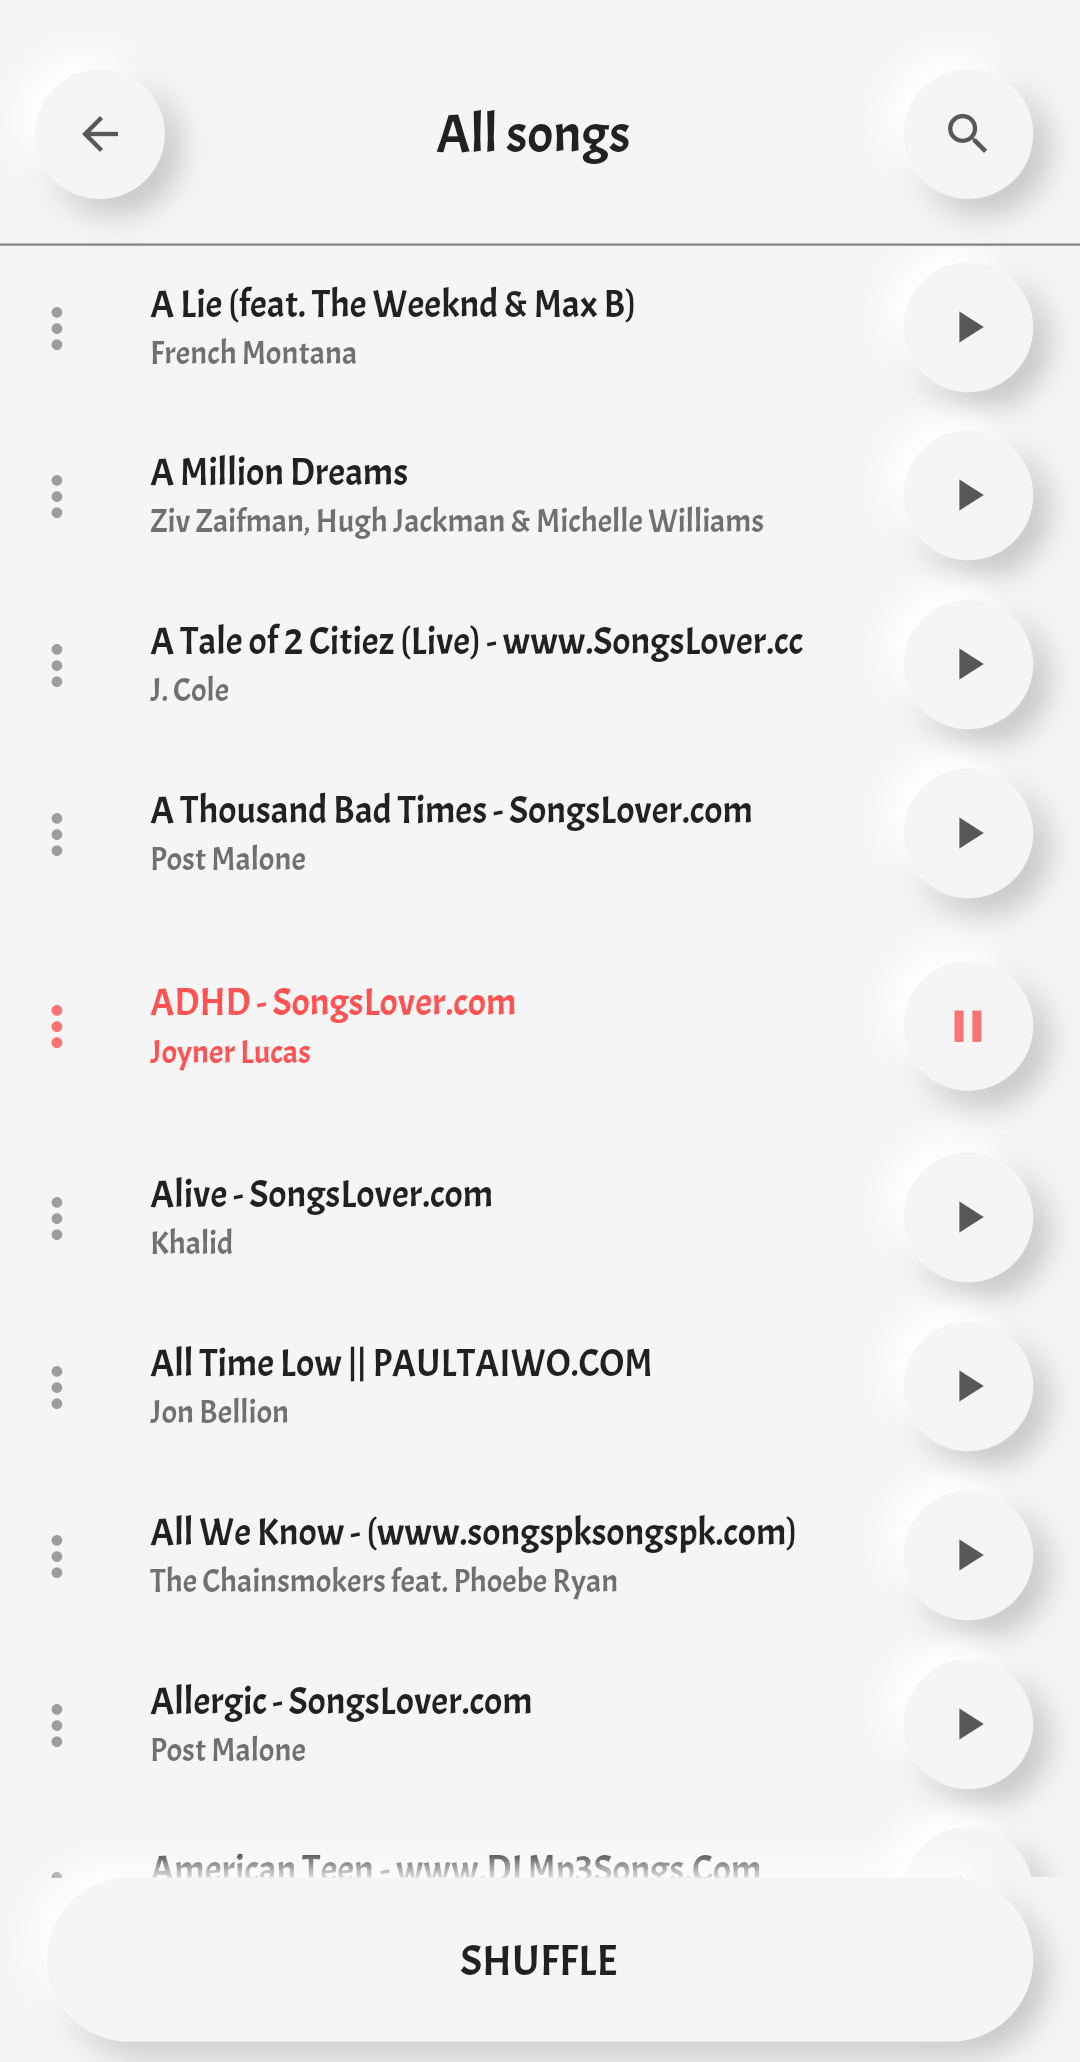 All songs
A Lie (feat. The Weeknd & Max B)
French Montana
A Million Dreams
Ziv Zaifman, Hugh Jackman & Michelle Williams
A Tale of 2 Citiez (Live) - www.SongsLover.cc
J. Cole
A Thousand Bad Times - SongsLover.com
Post Malone
ADHD - SongsLover.com
Joyner Lucas
Alive - SongsLover.com
Khalid
All Time Low || PAULTAIWO.COM
Jon Bellion
All We Know - (www.songspksongspk.com)
The Chainsmokers feat. Phoebe Ryan
Allergic - SongsLover.com
Post Malone
American Teen -
SHUFFLE